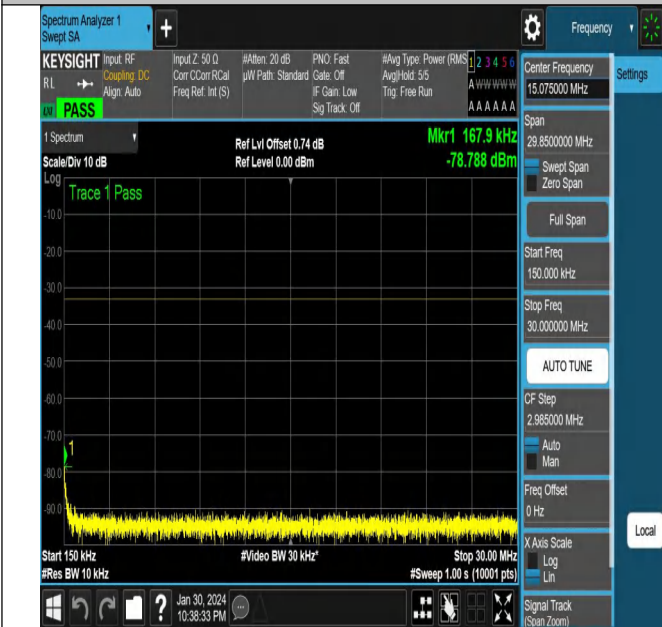 Spectrum Analyzer 1
Swept SA
+
Frequency
KEYSIGHT
RL
PASS
Input: RF
Coupling: DC
Align: Auto
Input Z: 50 Ω
Corr CCorr RCal
Freq Ref: Int (S)
#Atten: 20 dB
µW Path: Standard
PNO: Fast
Gate: Off
IF Gain: Low
Sig Track: Off
#Avg Type: Power (RMS
Avg|Hold: 5/5
Trig: Free Run
1 2 3 4 5 6
A W W W W W
A A A A A A
1 Spectrum
Scale/Div 10 dB
Ref Lvl Offset 0.74 dB
Ref Level 0.00 dBm
Mkr1 167.9 kHz
-78.788 dBm
Log
Trace 1 Pass
-10.0
-20.0
-30.0
-40.0
-50.0
-60.0
-70.0
1
-80.0
-90.0
Start 150 kHz
#Video BW 30 kHz*
Stop 30.00 MHz
#Res BW 10 kHz
#Sweep 1.00 s (10001 pts)
Jan 30, 2024
10:38:33 PM
?
Center Frequency
15.075000 MHz
Settings
Span
29.8500000 MHz
Swept Span
Zero Span
Full Span
Start Freq
150.000 kHz
Stop Freq
30.000000 MHz
AUTO TUNE
CF Step
2.985000 MHz
Auto
Man
Freq Offset
0 Hz
X Axis Scale
Log
Lin
Local
Signal Track
(Span Zoom)